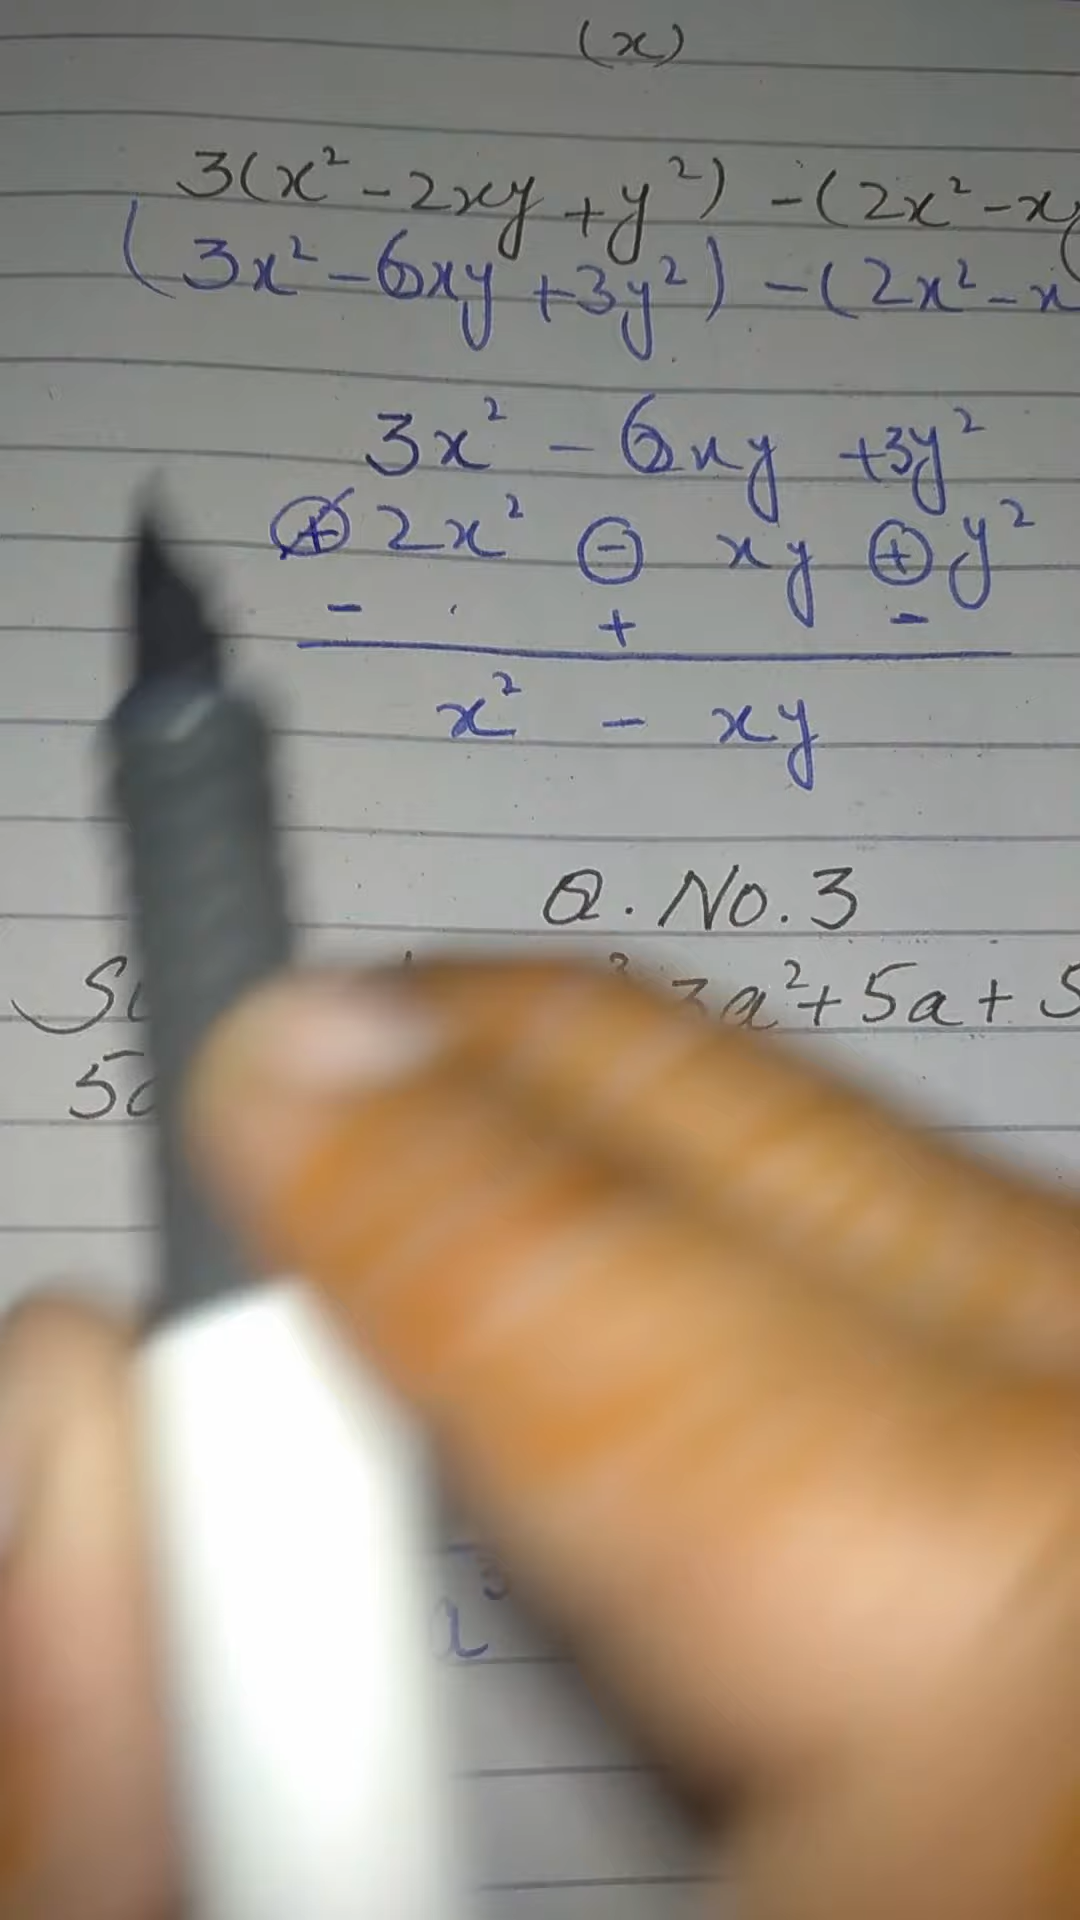 (x)
3(x² - 2xy + y²) - (2x² - xy
(3x² - 6xy + 3y²) - (2x² - x
3x² - 6xy + 3y²
⊕ 2x² ⊖ xy ⊕ y²
- + -
x² - xy
Q. No. 3
3a² + 5a + 5